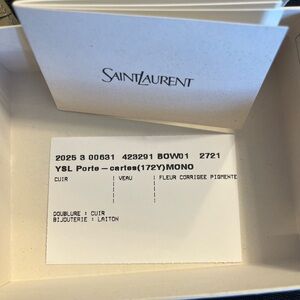 SAINT LAURENT
2025 3 00631 423291 BOW01 2721
YSL Porte-cartes(172Y)MONO
CUIR | VEAU | FLEUR CORRIGEE PIGMENTE
DOUBLURE : CUIR
BIJOUTERIE : LAITON